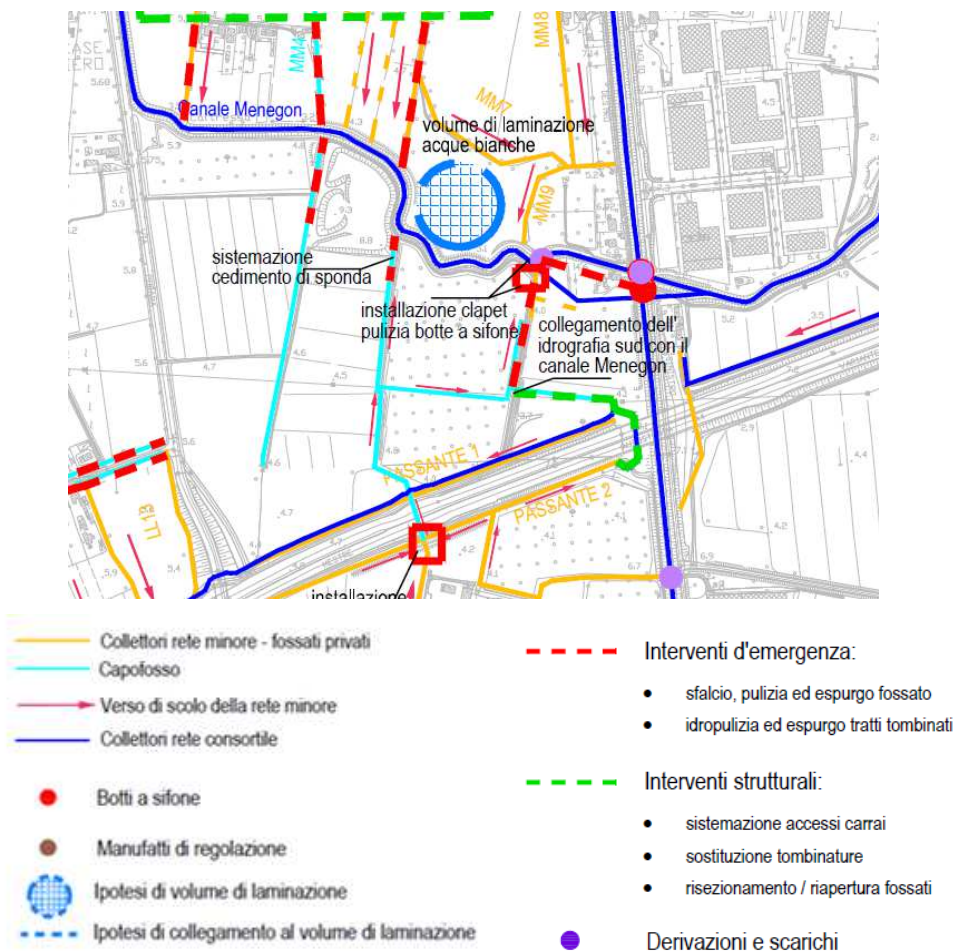 MM4
MM8
Canale Menegon
MM7
volume di laminazione
acque bianche
MM9
sistemazione
cedimento di sponda
installazione clapet
pulizia botte a sifone
collegamento dell'
idrografia sud con il
canale Menegon
PASSANTE 1
PASSANTE 2
LL13
installazione
Collettori rete minore - fossati privati
Capofosso
Verso di scolo della rete minore
Collettori rete consortile
Botti a sifone
Manufatti di regolazione
Ipotesi di volume di laminazione
Ipotesi di collegamento al volume di laminazione
Interventi d'emergenza:
• sfalcio, pulizia ed espurgo fossato
• idropulizia ed espurgo tratti tombinati
Interventi strutturali:
• sistemazione accessi carrai
• sostituzione tombinature
• risezionamento / riapertura fossati
Derivazioni e scarichi